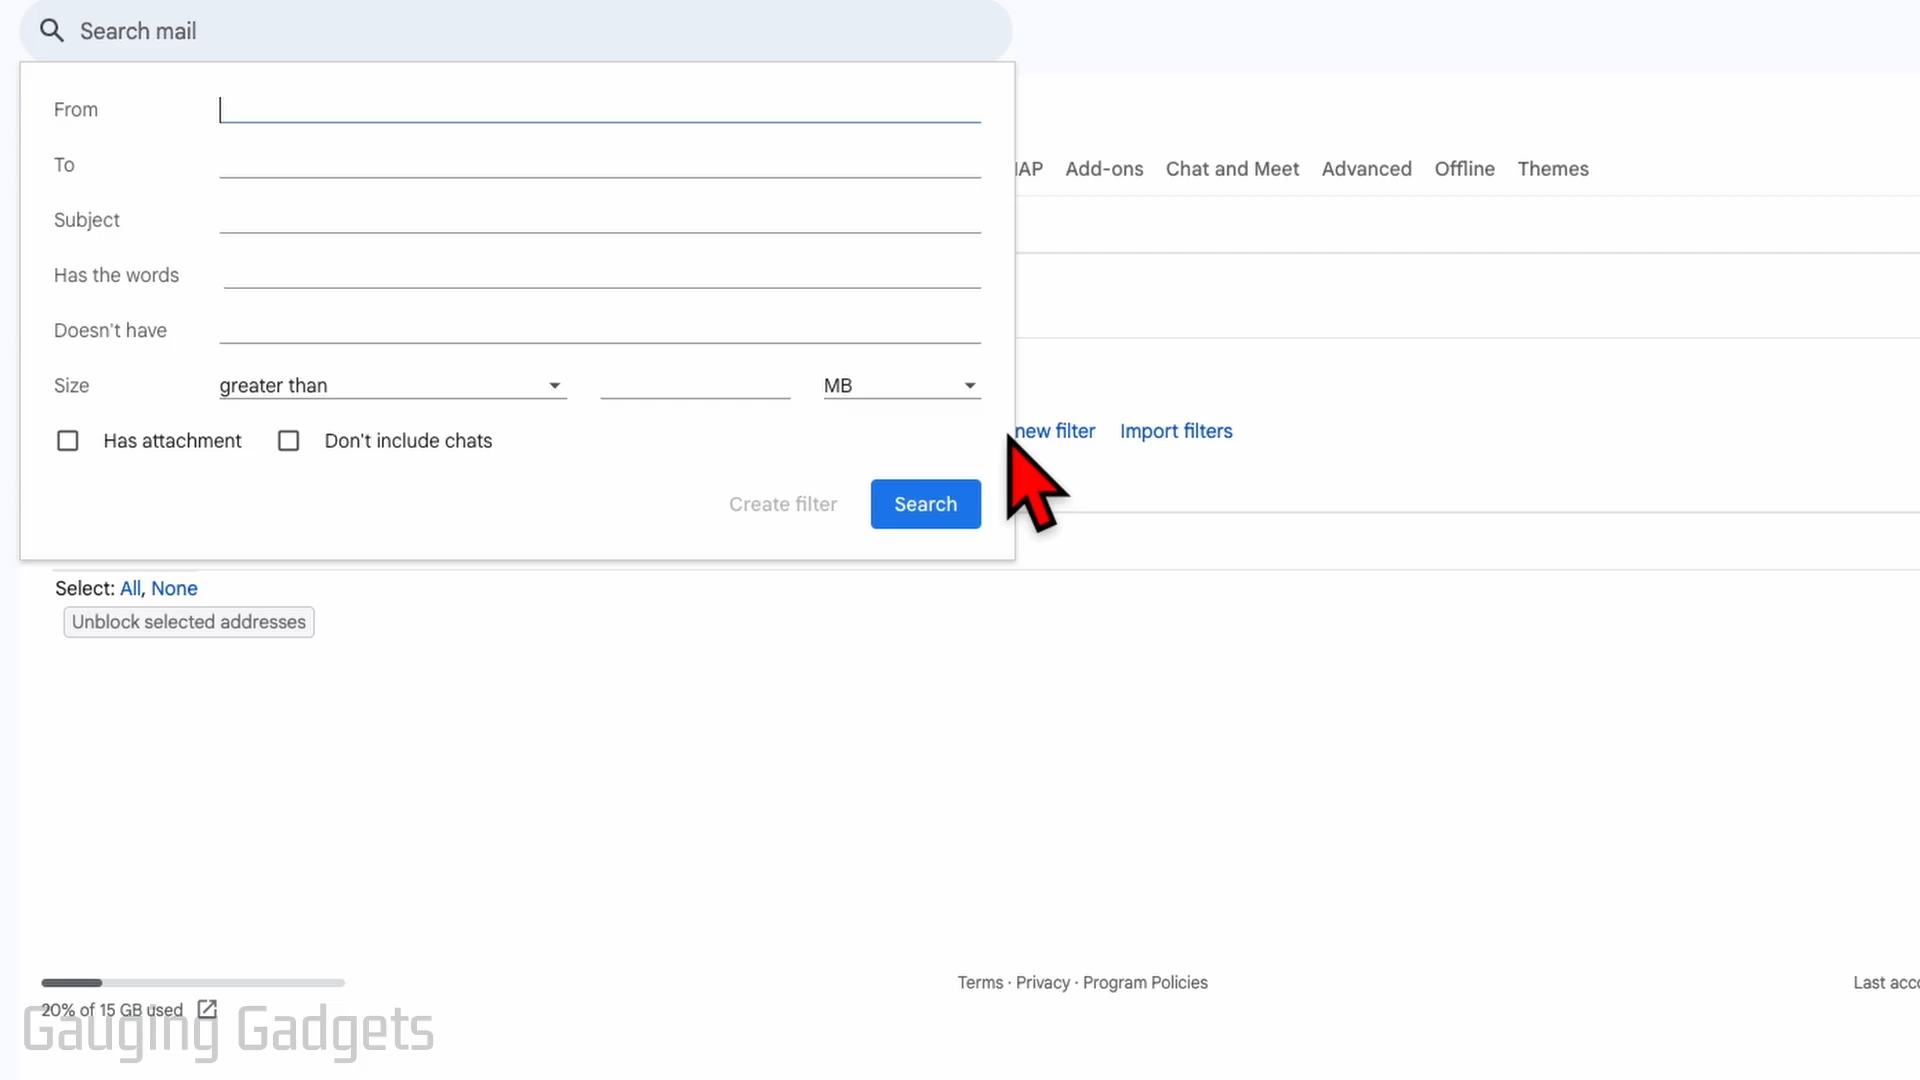 Search mail
From
To
Subject
Has the words
Doesn't have
Size greater than MB
Has attachment Don't include chats
Create filter Search
IAP Add-ons Chat and Meet Advanced Offline Themes
new filter Import filters
Select: All, None
Unblock selected addresses
20% of 15 GB used
Terms · Privacy · Program Policies
Last acco
Gauging Gadgets